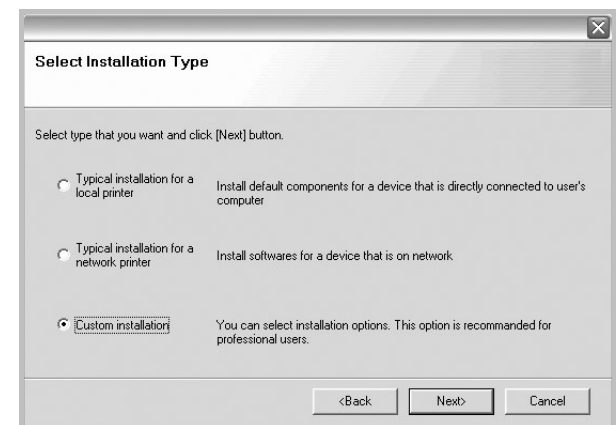 Select Installation Type
Select type that you want and click [Next] button.
Typical installation for a
local printer
Install default components for a device that is directly connected to user's
computer
Typical installation for a
network printer
Install softwares for a device that is on network
Custom installation
You can select installation options. This option is recommanded for
professional users.
<Back
Next>
Cancel